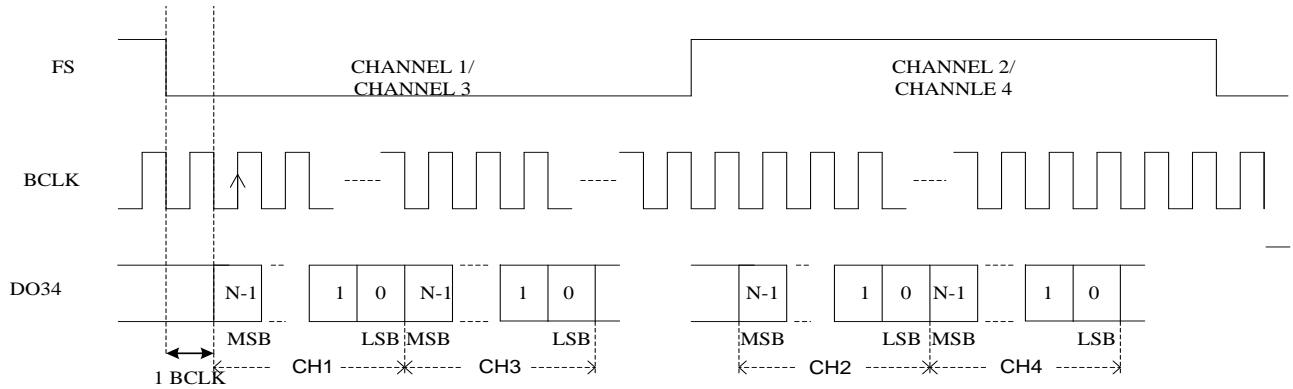 FS
CHANNEL 1/
CHANNEL 3
CHANNEL 2/
CHANNLE 4
BCLK
DO34
N-1 1 0 N-1 1 0 N-1 1 0 N-1 1 0
MSB LSB MSB LSB MSB LSB MSB LSB
CH1 CH3 CH2 CH4
1 BCLK